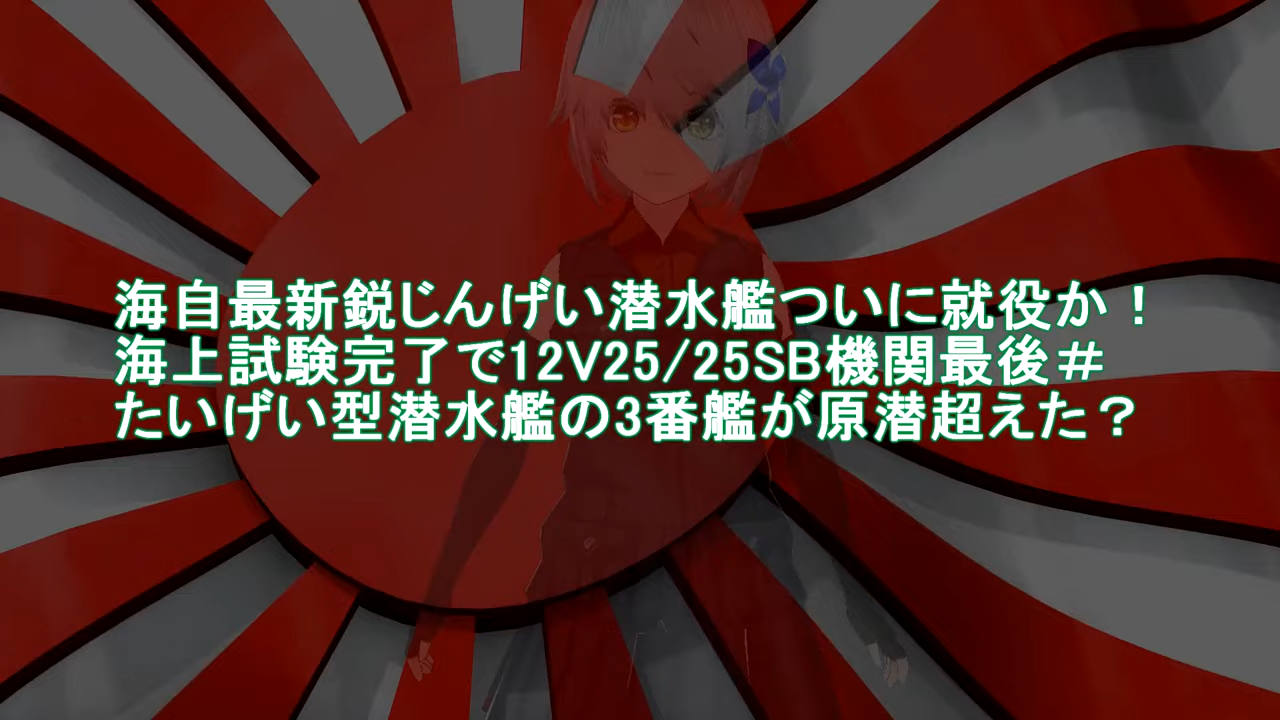 海自最新鋭じんげい潜水艦ついに就役か！
海上試験完了で12V25/25SB機関最後＃
たいげい型潜水艦の3番艦が原潜超えた？